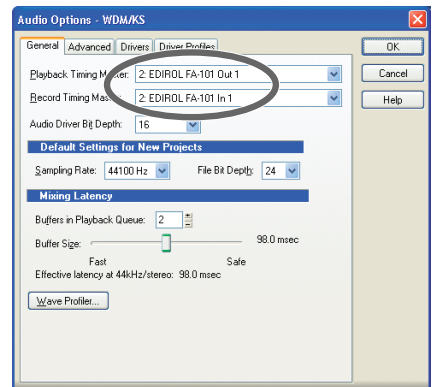 Audio Options - WDM/KS
General Advanced Drivers Driver Profiles
OK
Playback Timing Master: 2: EDIROL FA-101 Out 1
Cancel
Record Timing Master: 2: EDIROL FA-101 In 1
Help
Audio Driver Bit Depth: 16
Default Settings for New Projects
Sampling Rate: 44100 Hz File Bit Depth: 24
Mixing Latency
Buffers in Playback Queue: 2
Buffer Size: 98.0 msec
Fast Safe
Effective latency at 44kHz/stereo: 98.0 msec
Wave Profiler...